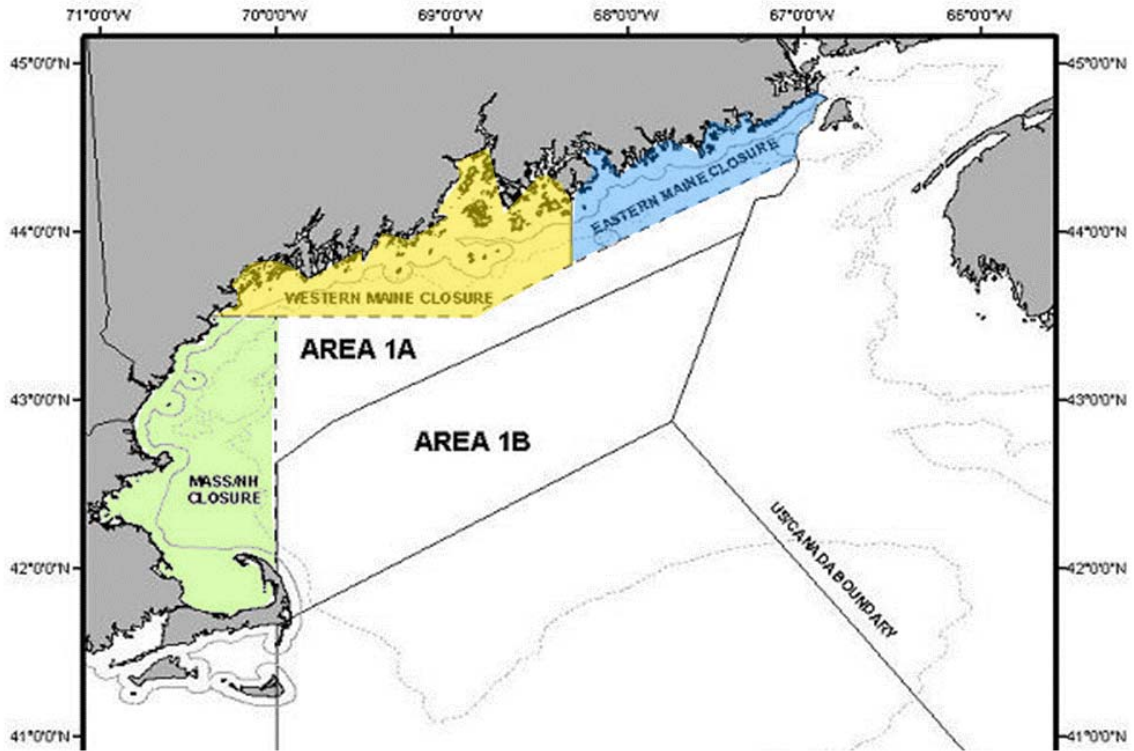 71°0'0"W 70°0'0"W 69°0'0"W 68°0'0"W 67°0'0"W 66°0'0"W
45°0'0"N 45°0'0"N
EASTERN MAINE CLOSURE
44°0'0"N 44°0'0"N
WESTERN MAINE CLOSURE
AREA 1A
43°0'0"N 43°0'0"N
AREA 1B
MASS/NH
CLOSURE
US/CANADA BOUNDARY
42°0'0"N 42°0'0"N
41°0'0"N 41°0'0"N